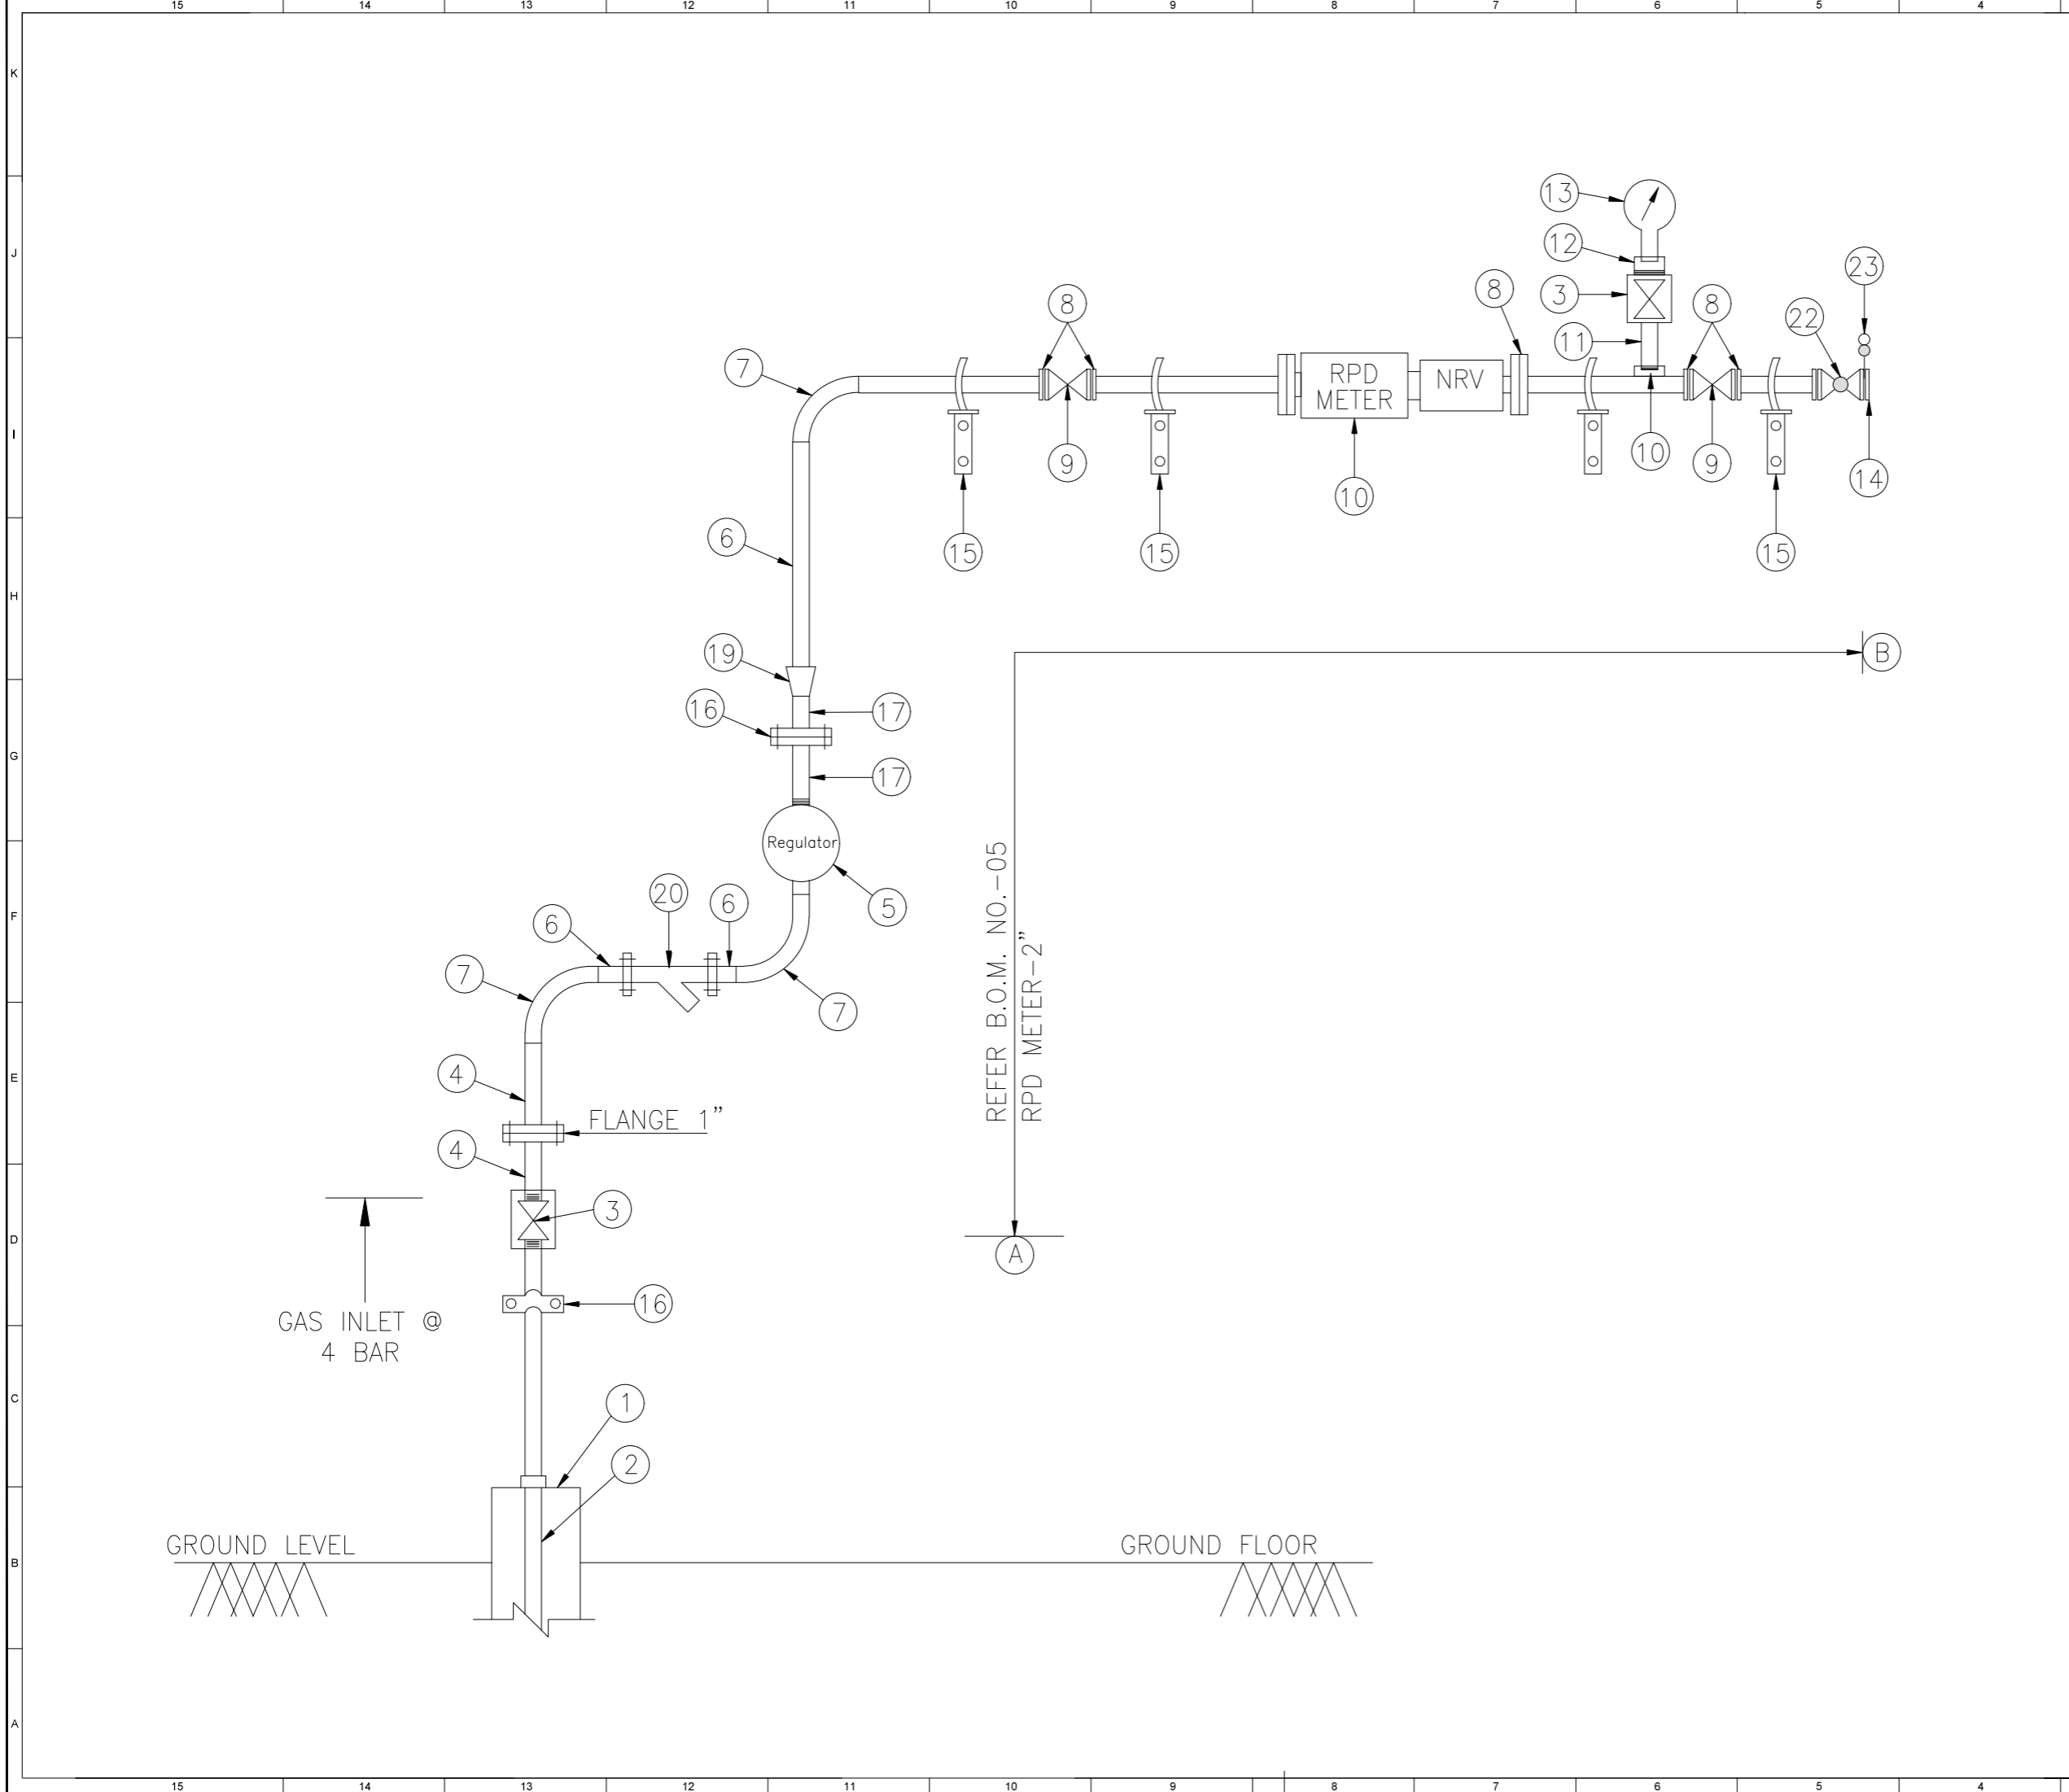 15 14 13 12 11 10 9 8 7 6 5 4
K
13
J
12
23
3
8
8
8
22
11
7
RPD
METER
NRV
I
9
10
9
14
10
6
15
15
15
H
19
B
16
17
G
17
Regulator
20
6
5
F
6
7
7
REFER B.O.M. NO.-05
RPD METER-2"
E
4
FLANGE 1"
4
3
D
A
16
GAS INLET @
4 BAR
C
1
2
GROUND LEVEL
GROUND FLOOR
B
A
15 14 13 12 11 10 9 8 7 6 5 4